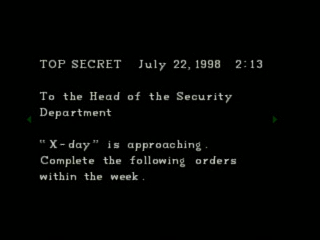 TOP SECRET July 22, 1998 2:13
To the Head of the Security
Department
"X-day" is approaching.
Complete the following orders
within the week.